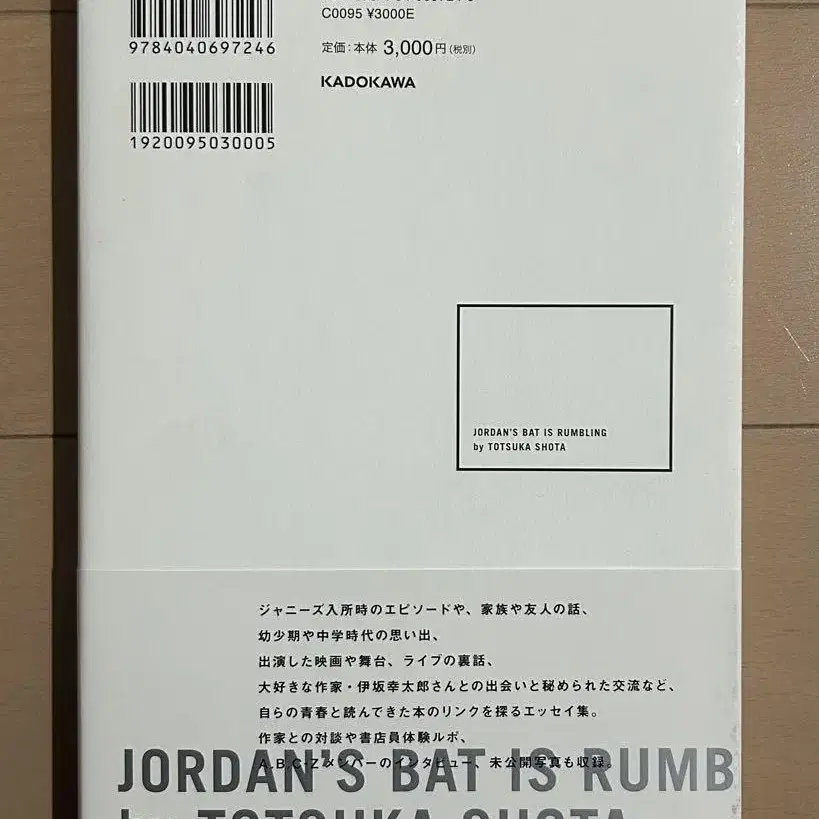 C0095 ¥3000E
9784040697246
定価:本体 3,000円(税別)
KADOKAWA
1920095030005
JORDAN'S BAT IS RUMBLING
by TOTSUKA SHOTA
ジャニーズ入所時のエピソードや、家族や友人の話、
幼少期や中学時代の思い出、
出演した映画や舞台、ライブの裏話、
大好きな作家・伊坂幸太郎さんとの出会いと秘められた交流など、
自らの青春と読んできた本のリンクを探るエッセイ集。
作家との対談や書店員体験ルポ、
A.B.C-Zメンバーのインタビュー、未公開写真も収録。
JORDAN'S BAT IS RUMB
by TOTSUKA SHOTA